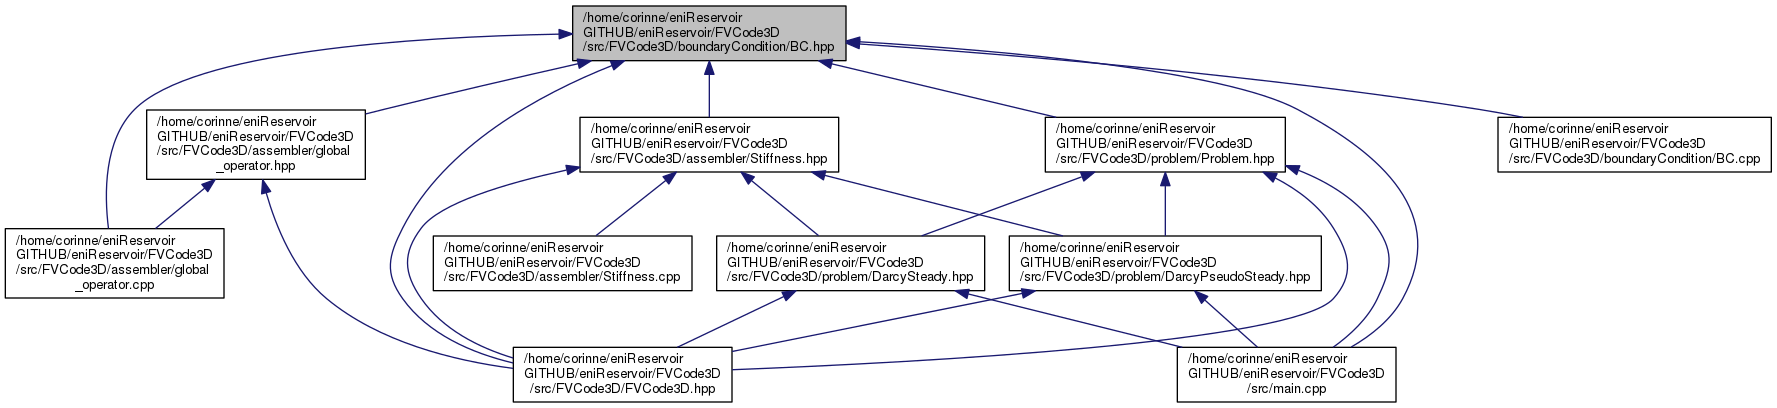 /home/corinne/eniReservoir
GITHUB/eniReservoir/FVCode3D
/src/FVCode3D/boundaryCondition/BC.hpp
/home/corinne/eniReservoir
GITHUB/eniReservoir/FVCode3D
/src/FVCode3D/assembler/global
_operator.hpp
/home/corinne/eniReservoir
GITHUB/eniReservoir/FVCode3D
/src/FVCode3D/assembler/Stiffness.hpp
/home/corinne/eniReservoir
GITHUB/eniReservoir/FVCode3D
/src/FVCode3D/problem/Problem.hpp
/home/corinne/eniReservoir
GITHUB/eniReservoir/FVCode3D
/src/FVCode3D/boundaryCondition/BC.cpp
/home/corinne/eniReservoir
GITHUB/eniReservoir/FVCode3D
/src/FVCode3D/assembler/global
_operator.cpp
/home/corinne/eniReservoir
GITHUB/eniReservoir/FVCode3D
/src/FVCode3D/assembler/Stiffness.cpp
/home/corinne/eniReservoir
GITHUB/eniReservoir/FVCode3D
/src/FVCode3D/problem/DarcySteady.hpp
/home/corinne/eniReservoir
GITHUB/eniReservoir/FVCode3D
/src/FVCode3D/problem/DarcyPseudoSteady.hpp
/home/corinne/eniReservoir
GITHUB/eniReservoir/FVCode3D
/src/FVCode3D/FVCode3D.hpp
/home/corinne/eniReservoir
GITHUB/eniReservoir/FVCode3D
/src/main.cpp